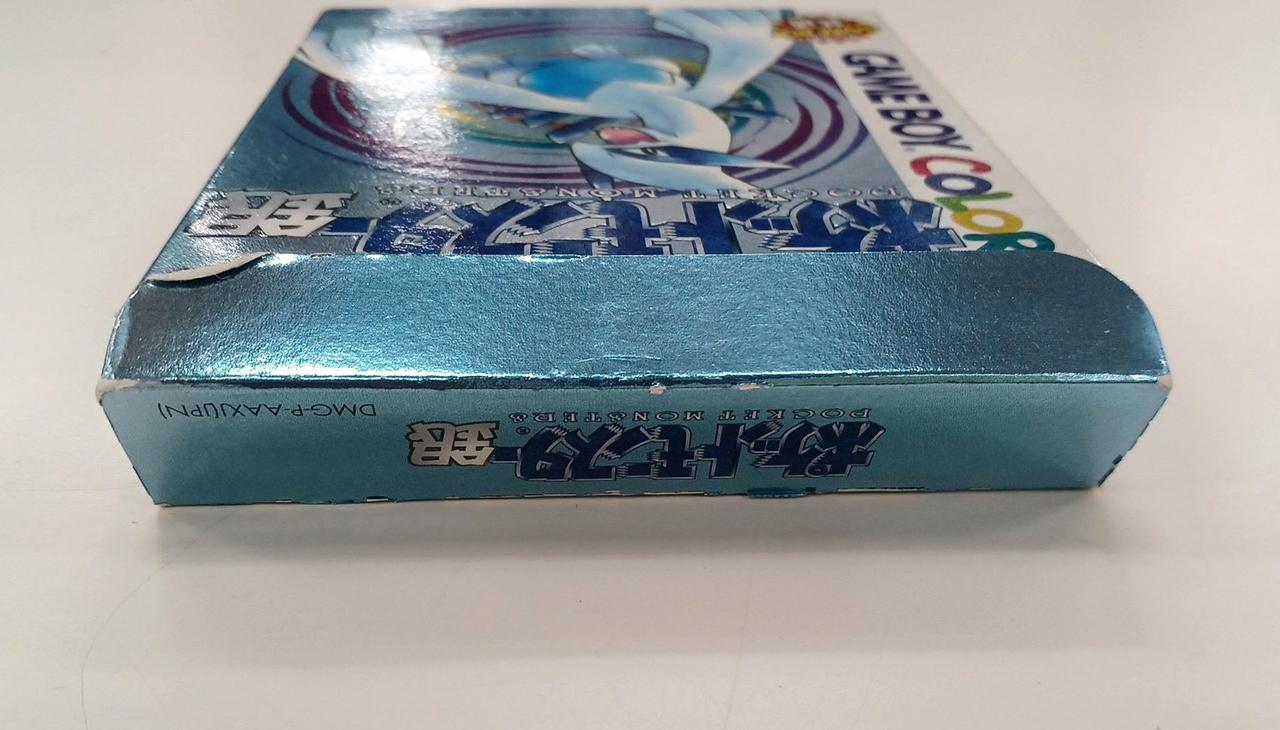 GAME BOY COLOR
POCKET MONSTERS
ポケットモンスター® 銀
POCKET MONSTERS
ポケットモンスター® 銀
DMG-P-AAXJ(JPN)